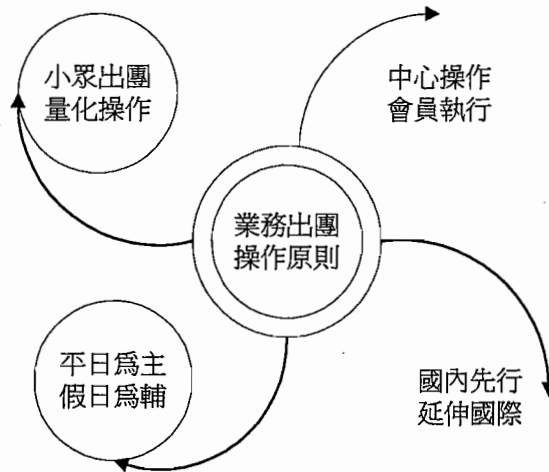 小眾出團
量化操作
中心操作
會員執行
業務出團
操作原則
平日為主
假日為輔
國內先行
延伸國際